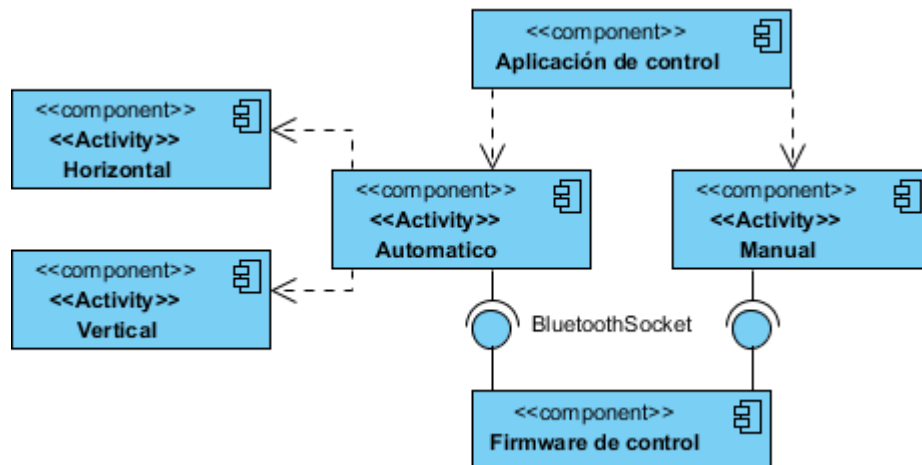 <<component>>
Aplicación de control
<<component>>
<<Activity>>
Horizontal
<<component>>
<<Activity>>
Automatico
<<component>>
<<Activity>>
Manual
<<component>>
<<Activity>>
Vertical
BluetoothSocket
<<component>>
Firmware de control